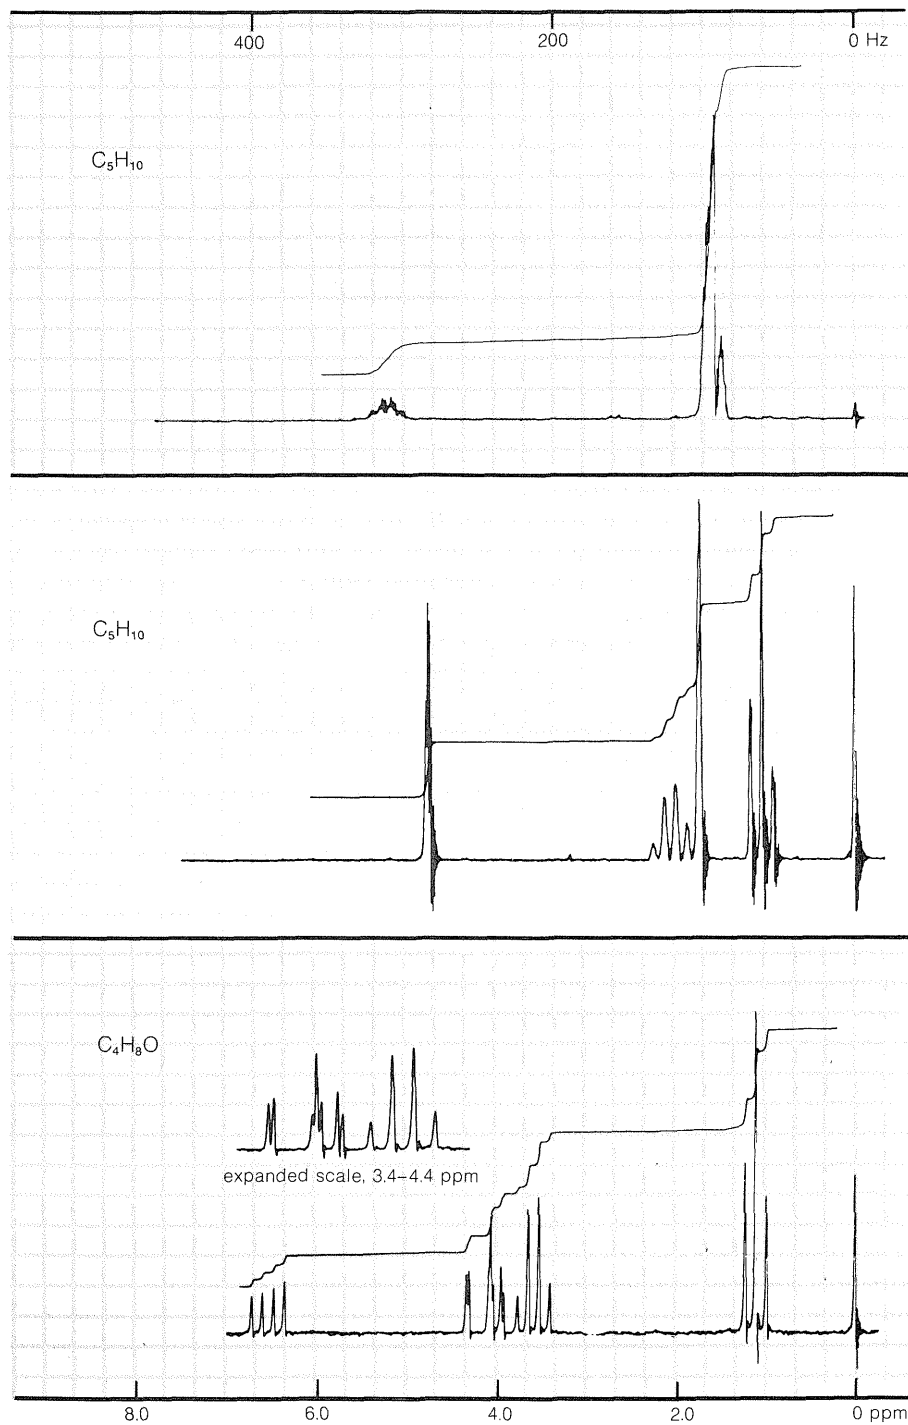 400 200 0 Hz
C₅H₁₀
C₅H₁₀
C₄H₈O
expanded scale, 3.4–4.4 ppm
8.0 6.0 4.0 2.0 0 ppm